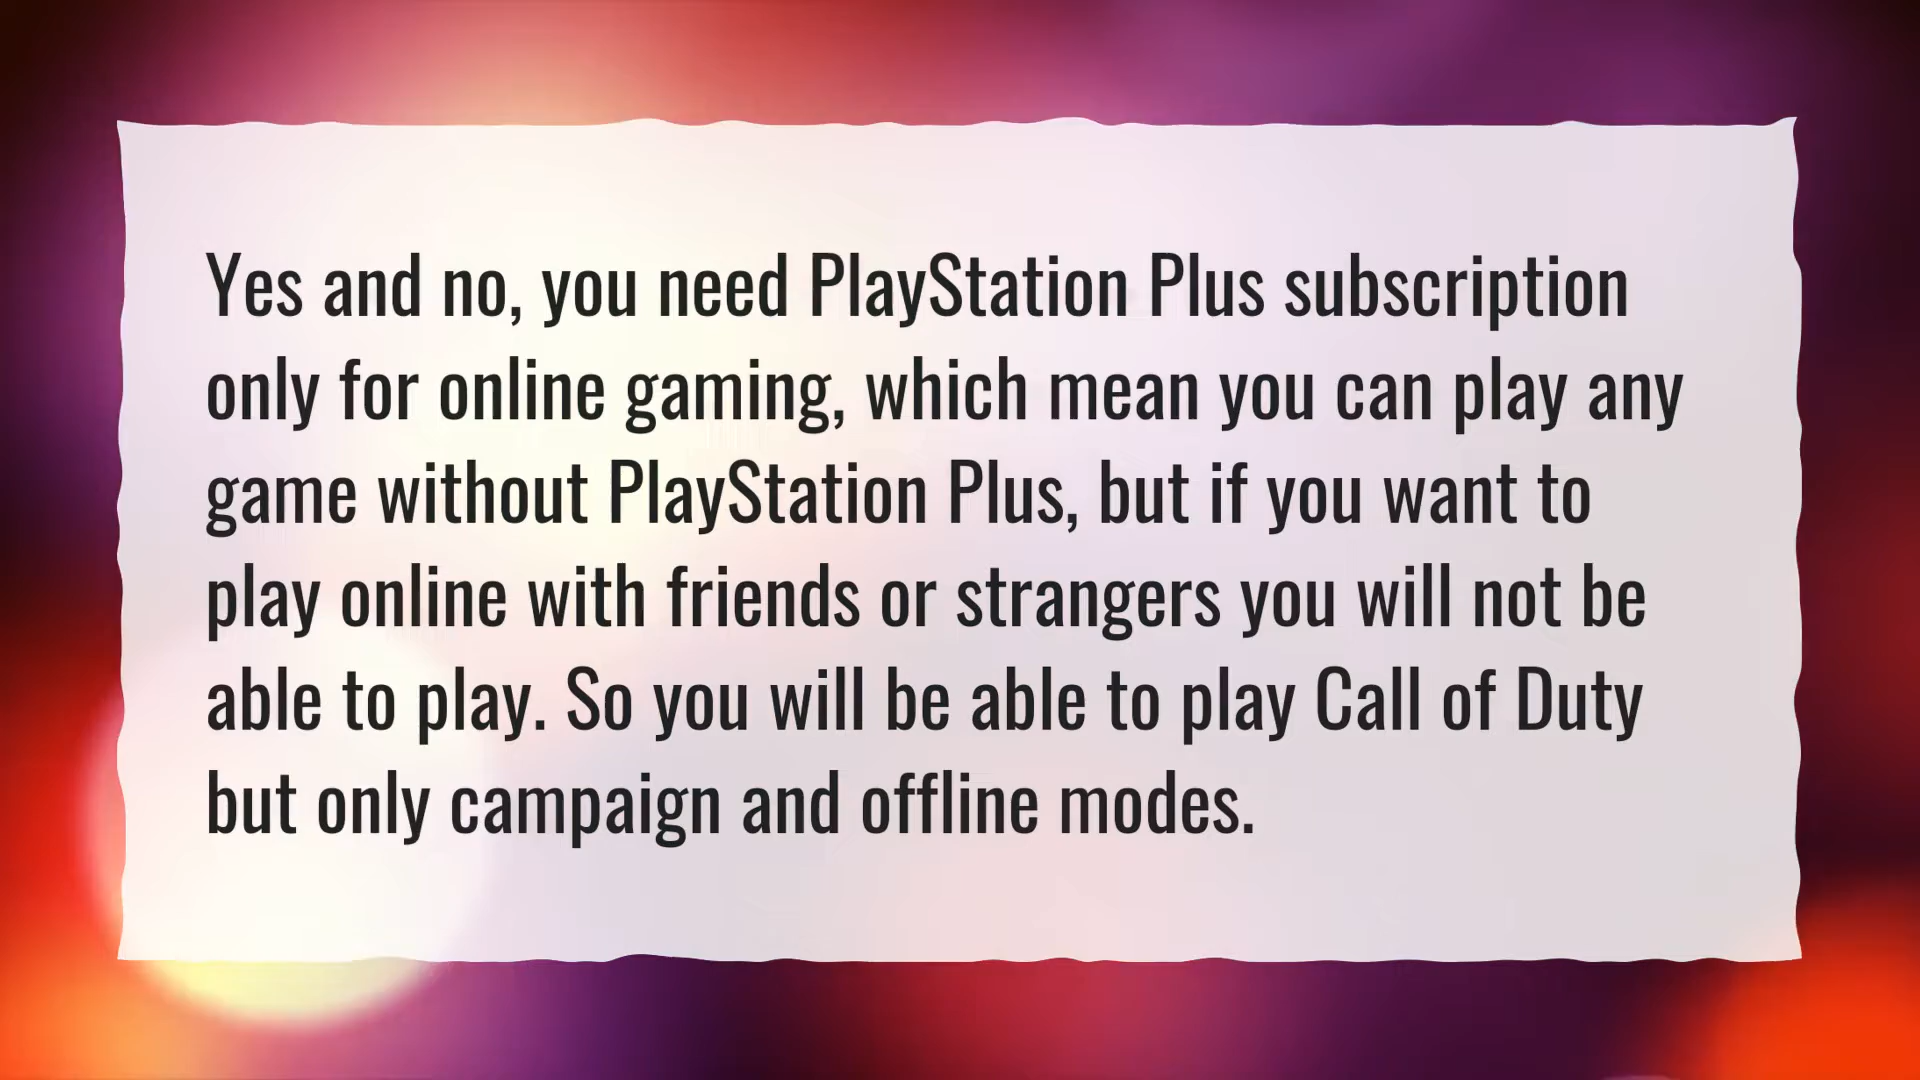 Yes and no, you need PlayStation Plus subscription
only for online gaming, which mean you can play any
game without PlayStation Plus, but if you want to
play online with friends or strangers you will not be
able to play. So you will be able to play Call of Duty
but only campaign and offline modes.